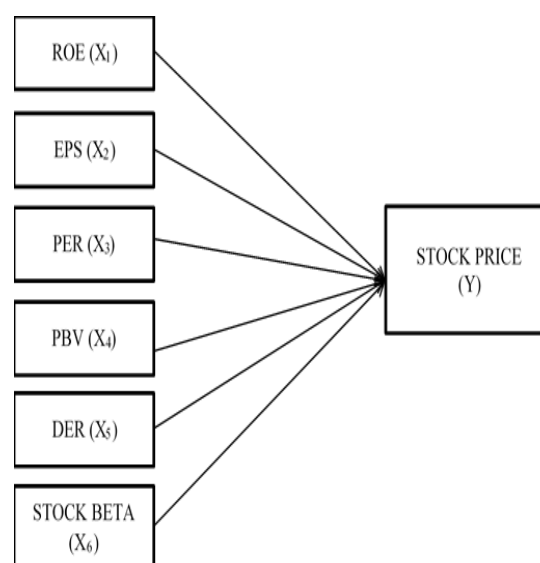 ROE (X₁)
EPS (X₂)
PER (X₃)
PBV (X₄)
DER (X₅)
STOCK BETA
(X₆)
STOCK PRICE
(Y)